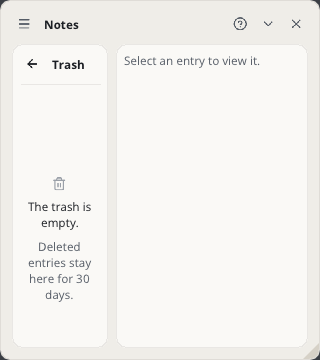 Notes
Trash
The trash is
empty.
Deleted
entries stay
here for 30
days.
Select an entry to view it.